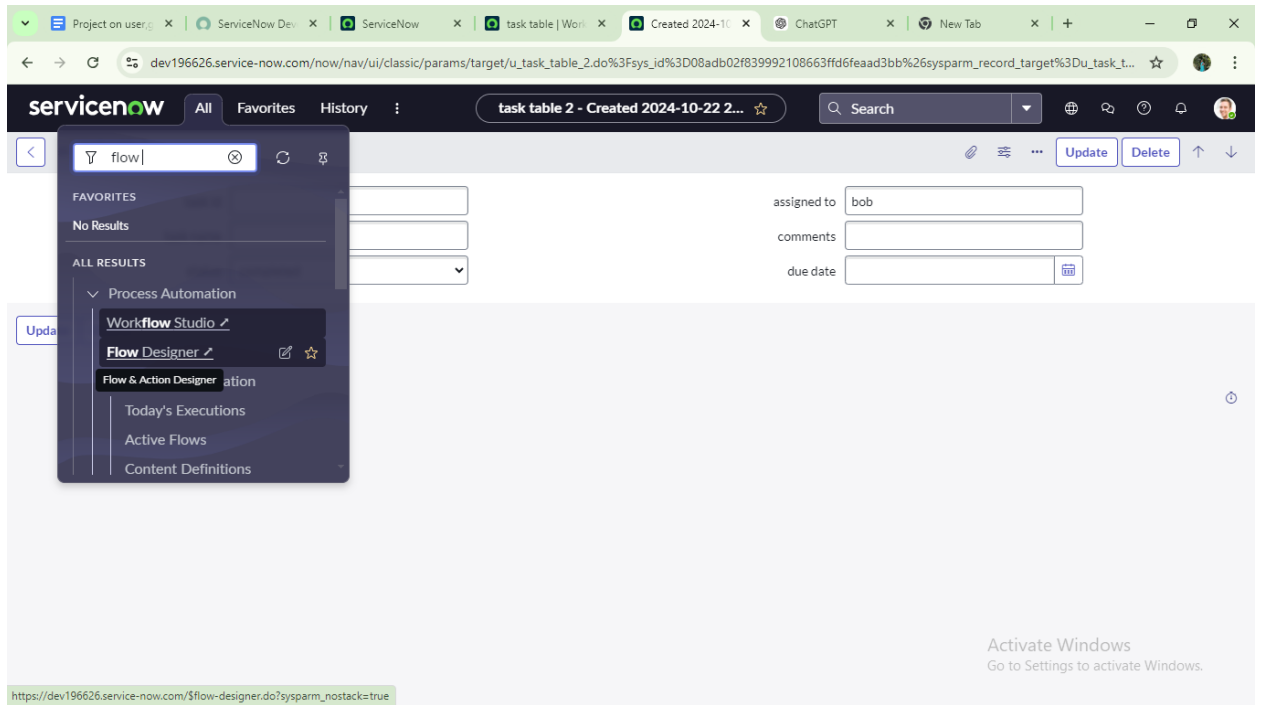 Project on user,g
ServiceNow Dev
ServiceNow
task table | Work
Created 2024-10
ChatGPT
New Tab
dev196626.service-now.com/now/nav/ui/classic/params/target/u_task_table_2.do%3Fsys_id%3D08adb02f839992108663ffd6feaad3bb%26sysparm_record_target%3Du_task_t...
servicenow
All
Favorites
History
task table 2 - Created 2024-10-22 2...
Search
flow
Update
Delete
FAVORITES
No Results
ALL RESULTS
Process Automation
Workflow Studio
Flow Designer
Flow & Action Designer
ation
Today's Executions
Active Flows
Content Definitions
assigned to
bob
comments
due date
Upda
Activate Windows
Go to Settings to activate Windows.
https://dev196626.service-now.com/$flow-designer.do?sysparm_nostack=true